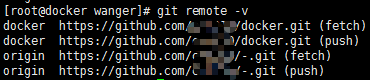 [root@docker wanger]# git remote -v
docker https://github.com/ /docker.git (fetch)
docker https://github.com/ /docker.git (push)
origin https://github.com/ /-.git (fetch)
origin https://github.com/ /-.git (push)